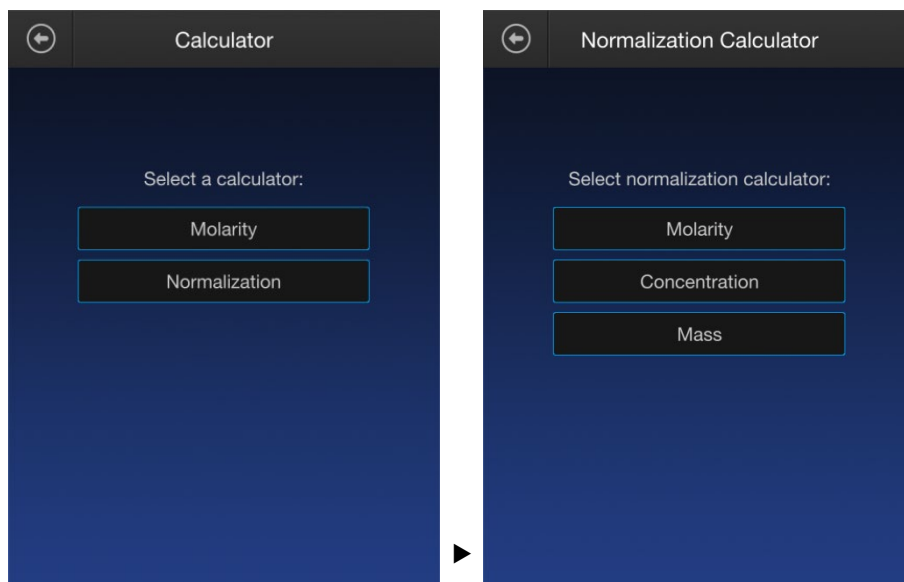 Calculator
Select a calculator:
Molarity
Normalization
Normalization Calculator
Select normalization calculator:
Molarity
Concentration
Mass